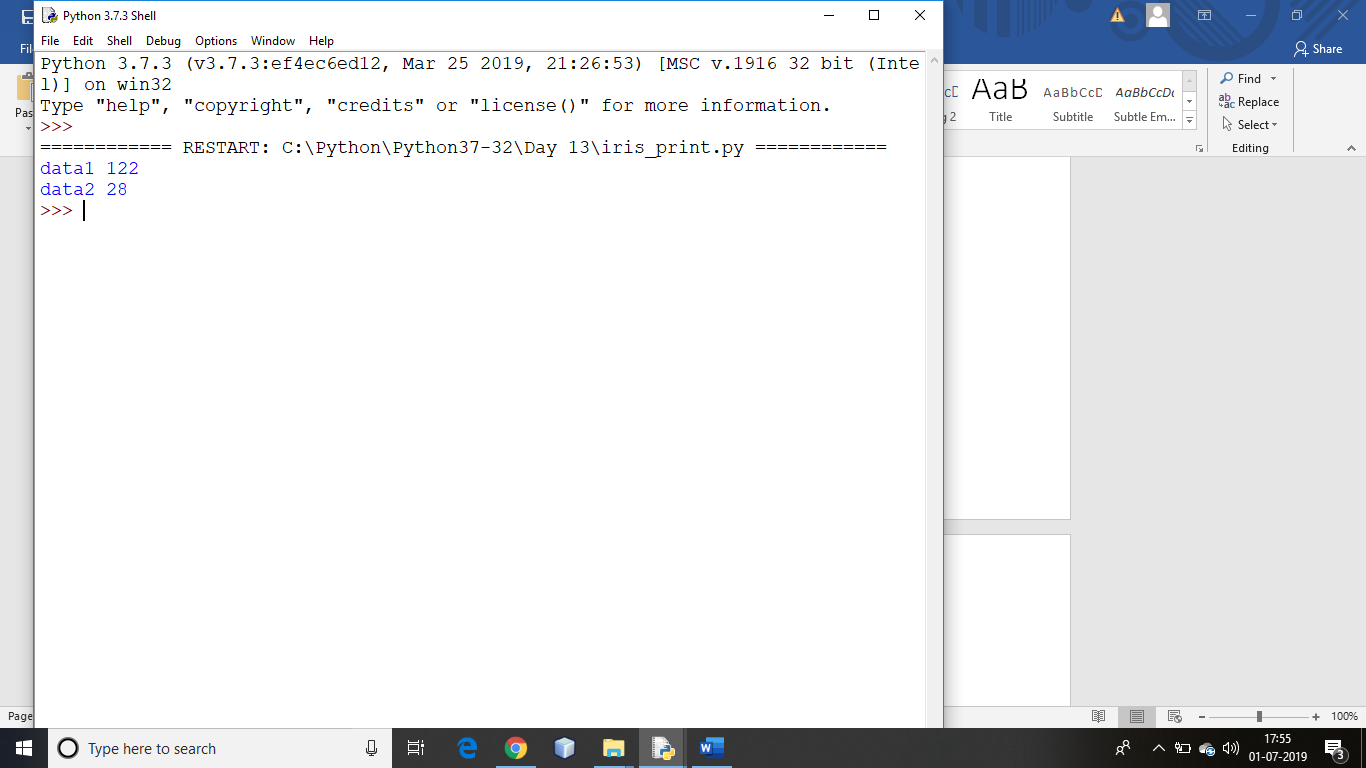 Python 3.7.3 Shell
File Edit Shell Debug Options Window Help
Python 3.7.3 (v3.7.3:ef4ec6ed12, Mar 25 2019, 21:26:53) [MSC v.1916 32 bit (Inte
l)] on win32
Type "help", "copyright", "credits" or "license()" for more information.
>>>
============ RESTART: C:\Python\Python37-32\Day 13\iris_print.py ============
data1 122
data2 28
>>>
Share
AaB AaBbCcD AaBbCcDc
g 2 Title Subtitle Subtle Em...
Find
Replace
Select
Editing
Fil
Pas
Page
100%
Type here to search
17:55
01-07-2019
3